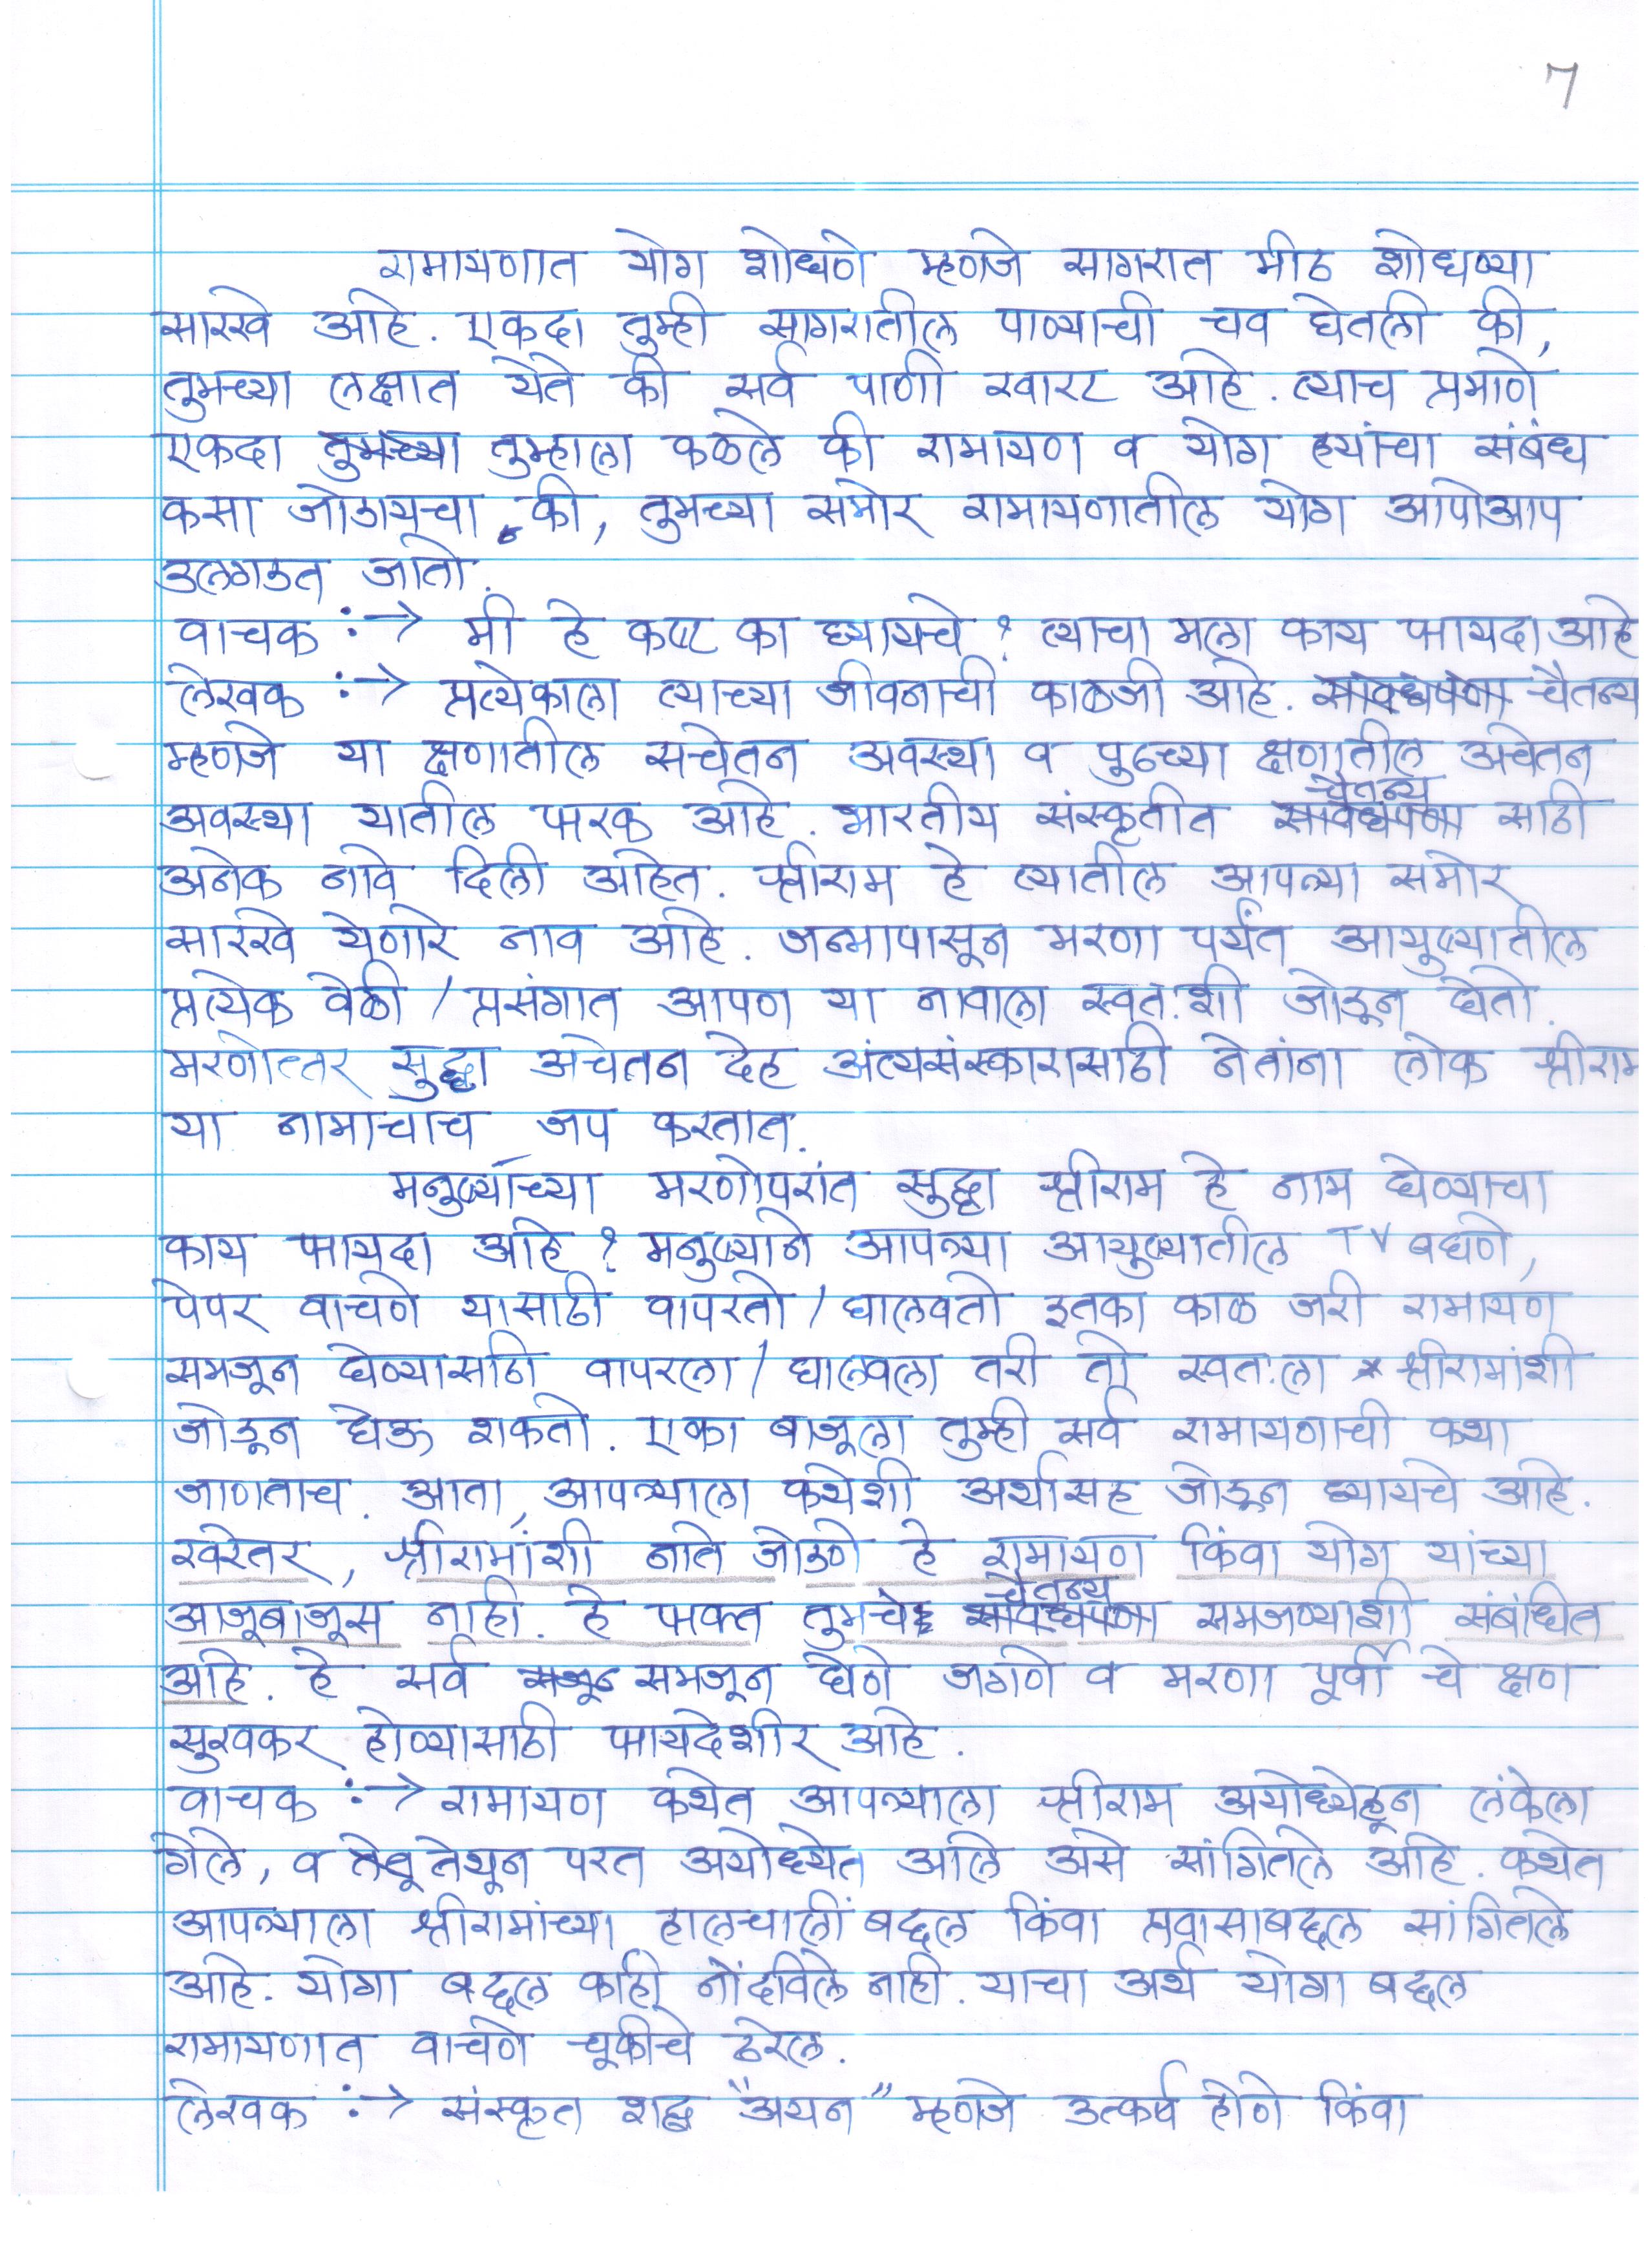 7
रामायणात योग शोधणे म्हणजे सागरात मीठ शोधण्या
सारखे आहे. एकदा तुम्ही सागरातील पाण्याची चव घेतली की,
तुमच्या लक्षात येते की सर्व पाणी खारट आहे. त्याच प्रमाणे
एकदा तुमच्या तुम्हाला कळले की रामायण व योग ह्यांचा संबंध
कसा जोडायचा की, तुमच्या समोर रामायणातील योग आपोआप
उलगडत जातो.
वाचक :→ मी हे कष्ट का घ्यायचे ? त्याचा मला काय फायदा आहे
लेखक :→ प्रत्येकाला त्याच्या जीवनाची काळजी आहे. सावधपणा चैतन्य
म्हणजे या क्षणातील सचेतन अवस्था व पुढच्या क्षणातील अचेतन
चैतन्य
अवस्था यातील फरक आहे. भारतीय संस्कृतीत सावधपणा साठी
अनेक नावे दिली आहेत. श्रीराम हे त्यातील आपल्या समोर
सारखे येणारे नाव आहे. जन्मापासून मरणा पर्यंत आयुष्यातील
प्रत्येक वेळी / प्रसंगात आपण या नावाला स्वत:शी जोडून घेतो.
मरणोत्तर सुद्धा अचेतन देह अंत्यसंस्कारासाठी नेतांना लोक श्रीराम
या नामाचाच जप करतात.
मनुष्यांच्या मरणोपरांत सुद्धा श्रीराम हे नाम घेण्याचा
काय फायदा आहे ? मनुष्याने आपल्या आयुष्यातील TV बघणे,
पेपर वाचणे यासाठी वापरतो / घालवतो इतका काळ जरी रामायण
समजून घेण्यासाठी वापरला / घालवला तरी तो स्वत:ला श्रीरामांशी
जोडून घेऊ शकतो. एका बाजूला तुम्ही सर्व रामायणाची कथा
जाणताच. आता, आपल्याला कथेशी अर्थासह जोडून घ्यायचे आहे.
खरेतर, श्रीरामांशी नाते जोडणे हे रामायण किंवा योग यांच्या
चैतन्य
आजूबाजूस नाही. हे फक्त तुमचे सावधपणा समजण्याशी संबंधित
आहे. हे सर्व समजून समजून घेणे जगणे व मरणा पूर्वी चे क्षण
सुखकर होण्यासाठी फायदेशीर आहे.
वाचक :→ रामायण कथेत आपल्याला श्रीराम अयोध्येहून लंकेला
गेले, व तेथून परत अयोध्येत आले असे सांगितले आहे. कथेत
आपल्याला श्रीरामांच्या हालचालीं बद्दल किंवा प्रवासाबद्दल सांगितले
आहे. योगा बद्दल काही नोंदविले नाही. याचा अर्थ योगा बद्दल
रामायणात वाचणे चूकीचे ठरेल.
लेखक :→ संस्कृत शब्द "अयन" म्हणजे उत्कर्ष होणे किंवा